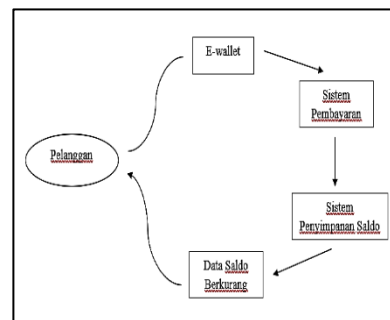 E-wallet
Sistem
Pembayaran
Pelanggan
Sistem
Penyimpanan Saldo
Data Saldo
Berkurang